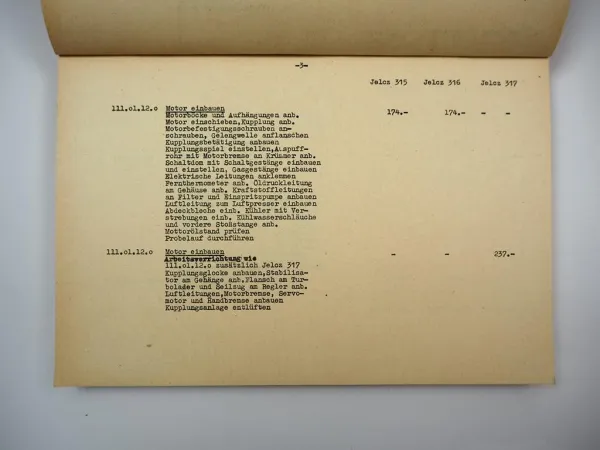 -3-
Jelcz 315 Jelcz 316 Jelcz 317
111.01.12.0 Motor einbauen 174.- 174.- - -
Motorböcke und Aufhängungen anb.
Motor einschieben, Kupplung anb.
Motorbefestigungsschrauben an-
schrauben, Gelengwelle anflanschen
Kupplungsbetätigung anbauen
Kupplungsspiel einstellen, Auspuff-
rohr mit Motorbremse an Krümmer anb.
Schaltdom mit Schaltgestänge einbauen
und einstellen, Gasgestänge einbauen
Elektrische Leitungen anklemmen
Fernthermometer anb. Öldruckleitung
am Gehäuse anb. Kraftstoffleitungen
an Filter und Einspritzpumpe anbauen
Luftleitung zum Luftpresser einbauen
Abdeckbleche einb. Kühler mit Ver-
strebungen einb. Kühlwasserschläuche
und vordere Stoßstange anb.
Mottorölstand prüfen
Probelauf durchführen
111.01.12.0 Motor einbauen - - 237.-
Arbeitsverrichtung wie
111.01.12.0 zusätzlich Jelcz 317
Kupplungsglocke anbauen, Stabilisa-
tor am Gehänge anb. Flansch am Tur-
bolader und Seilzug am Regler anb.
Luftleitungen, Motorbremse, Servo-
motor und Handbremse anbauen
Kupplungsanlage entlüften